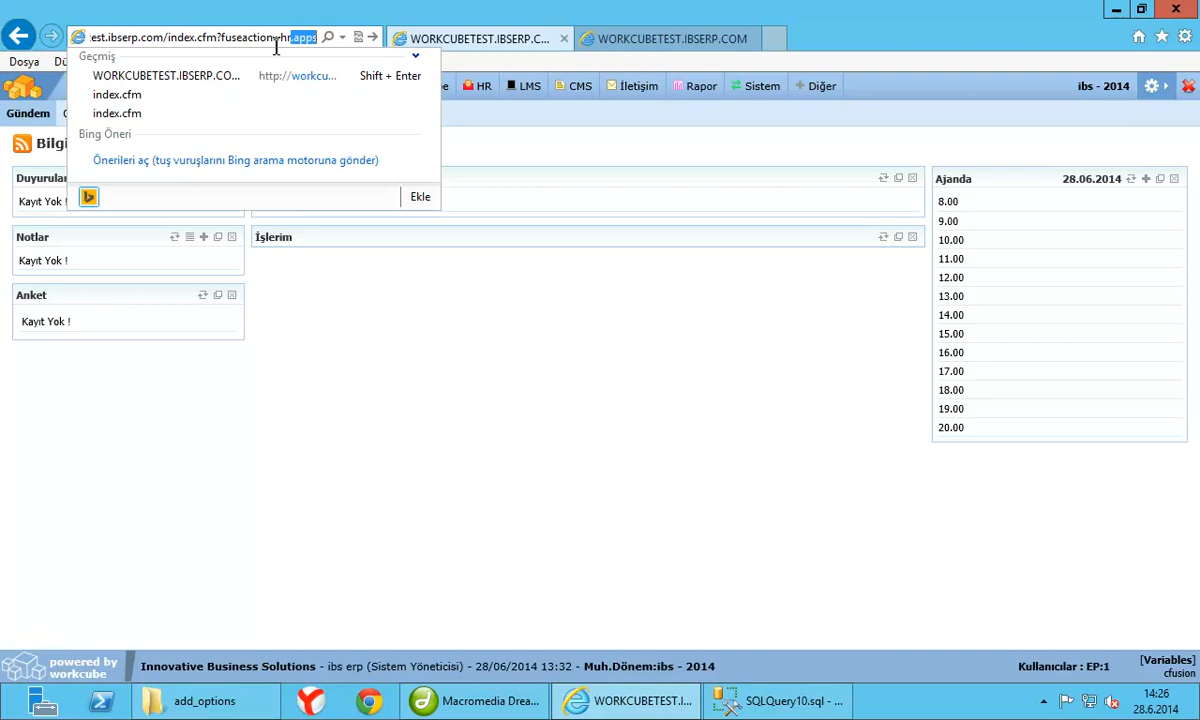 :est.ibserp.com/index.cfm?fuseaction=hr.apps
WORKCUBETEST.IBSERP.C...
WORKCUBETEST.IBSERP.COM
Dosya
Geçmiş
WORKCUBETEST.IBSERP.CO... http://workcu... Shift + Enter
index.cfm
index.cfm
Bing Öneri
Önerileri aç (tuş vuruşlarını Bing arama motoruna gönder)
Ekle
HR LMS CMS İletişim Rapor Sistem Diğer ibs - 2014
Gündem
Bilgi
Duyurular
Kayıt Yok !
Notlar
Kayıt Yok !
Anket
Kayıt Yok !
İşlerim
Ajanda 28.06.2014
8.00
9.00
10.00
11.00
12.00
13.00
14.00
15.00
16.00
17.00
18.00
19.00
20.00
powered by
workcube
Innovative Business Solutions - ibs erp (Sistem Yöneticisi) - 28/06/2014 13:32 - Muh.Dönem:ibs - 2014
Kullanıcılar : EP:1
[Variables]
cfusion
add_options
Macromedia Drea...
WORKCUBETEST.I...
SQLQuery10.sql - ...
14:26
28.6.2014